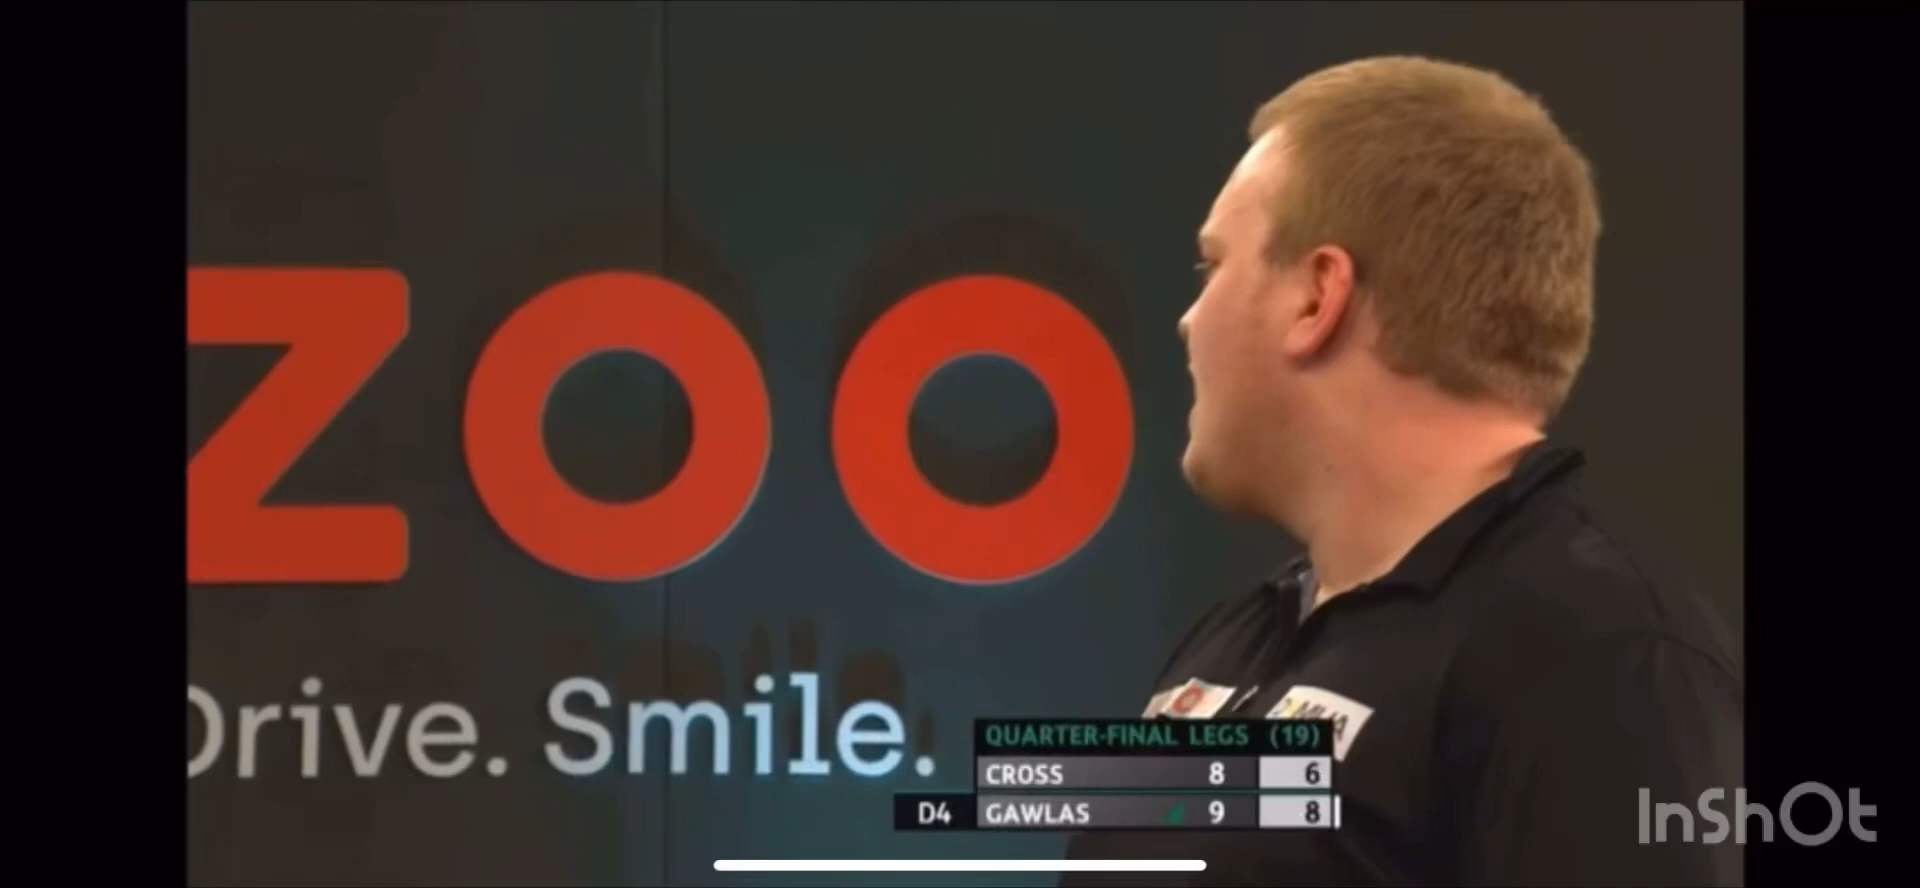 ZOO
Drive. Smile.
QUARTER-FINAL LEGS (19)
CROSS 8 6
D4 GAWLAS 9 8
InShOt